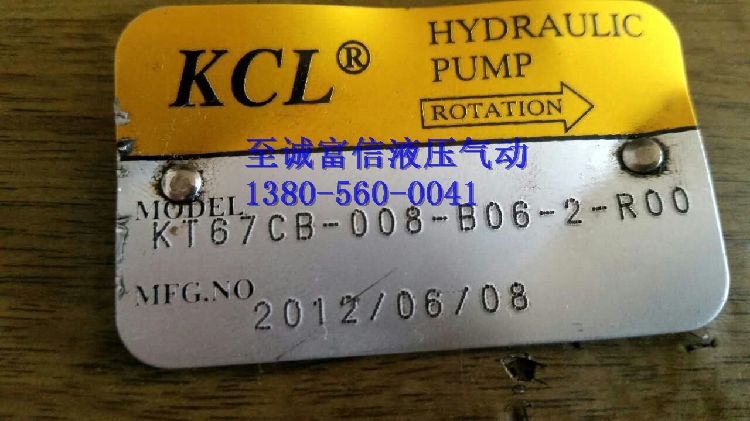 KCL® HYDRAULIC
PUMP
ROTATION
至诚富信液压气动
1380-560-0041
MODEL KT67CB-008-B06-2-R00
MFG.NO 2012/06/08